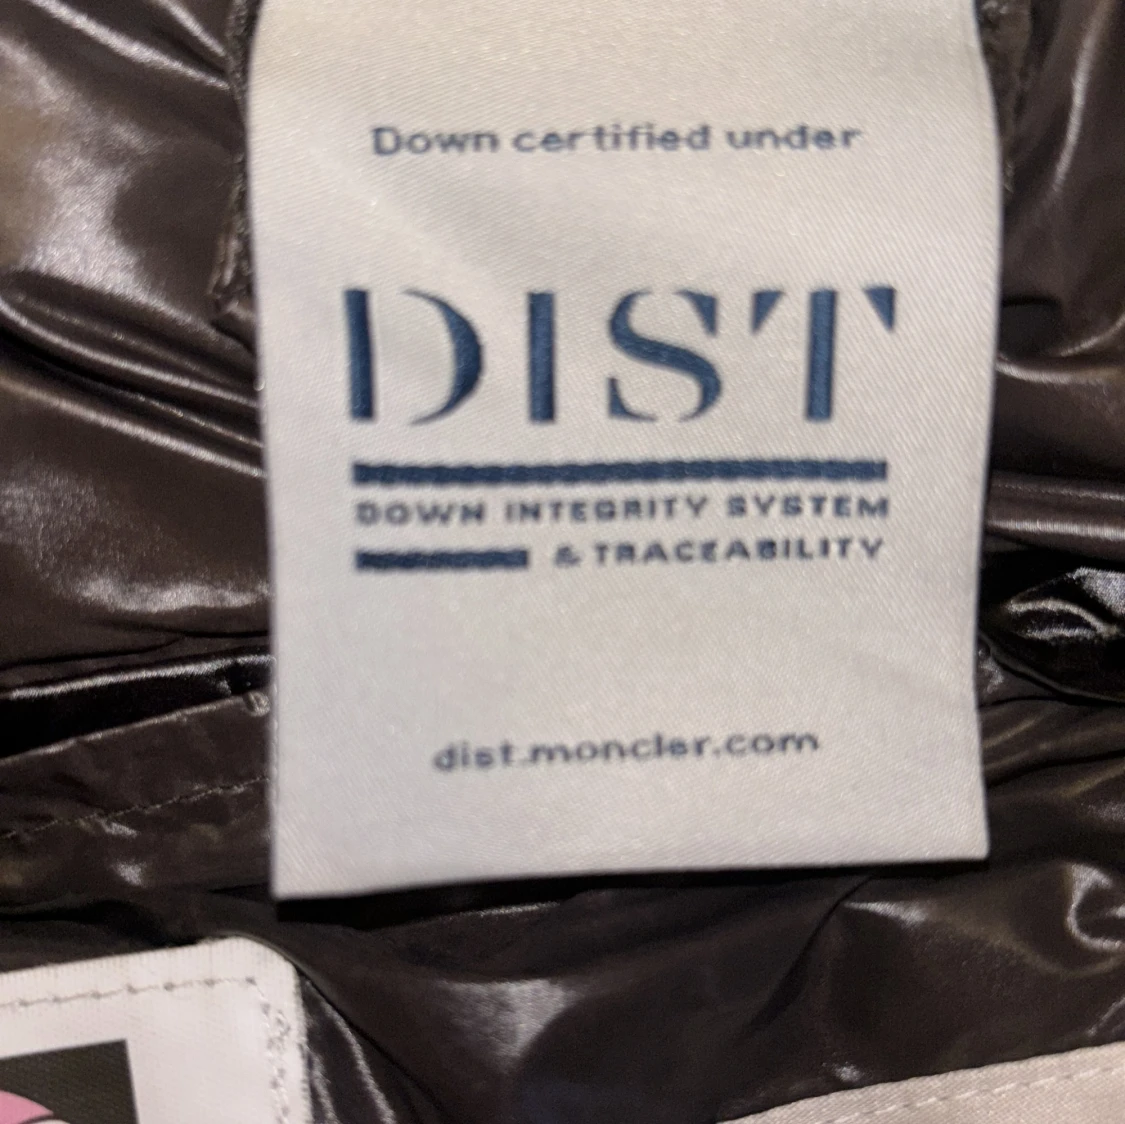 Down certified under
DIST
DOWN INTEGRITY SYSTEM
& TRACEABILITY
dist.moncler.com